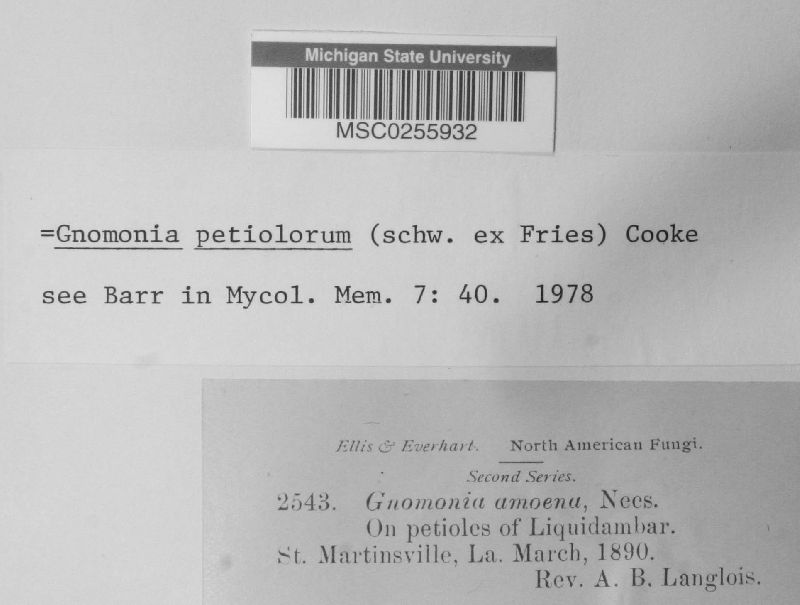 Michigan State University
MSC0255932
=Gnomonia petiolorum (schw. ex Fries) Cooke
see Barr in Mycol. Mem. 7: 40. 1978
Ellis & Everhart. North American Fungi.
Second Series.
2543. Gnomonia amoena, Nees.
On petioles of Liquidambar.
St. Martinsville, La. March, 1890.
Rev. A. B. Langlois.